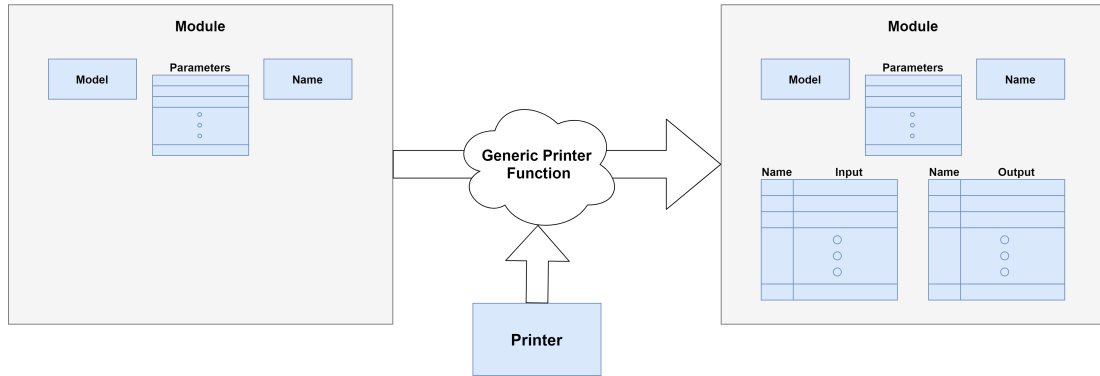 Module
Model
Parameters
Name
Generic Printer
Function
Printer
Module
Model
Parameters
Name
Name
Input
Name
Output